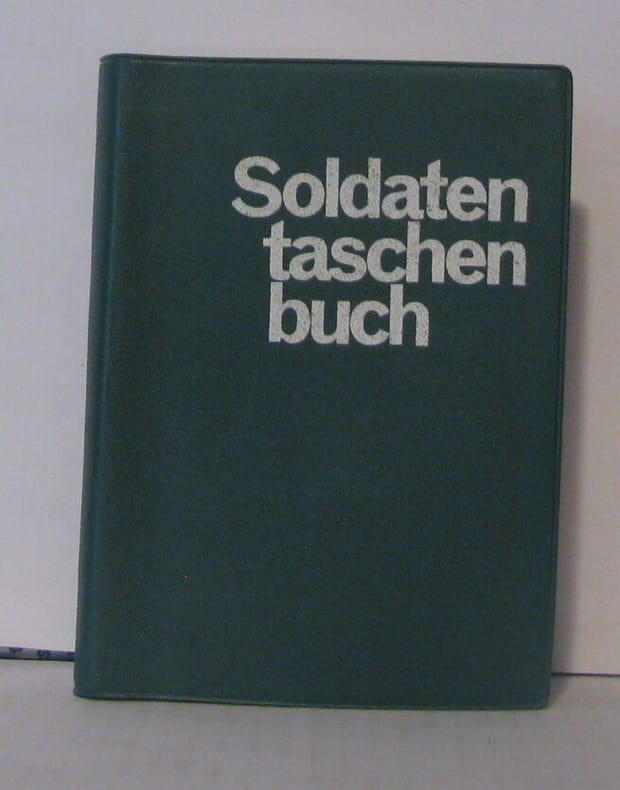 Soldaten
taschen
buch